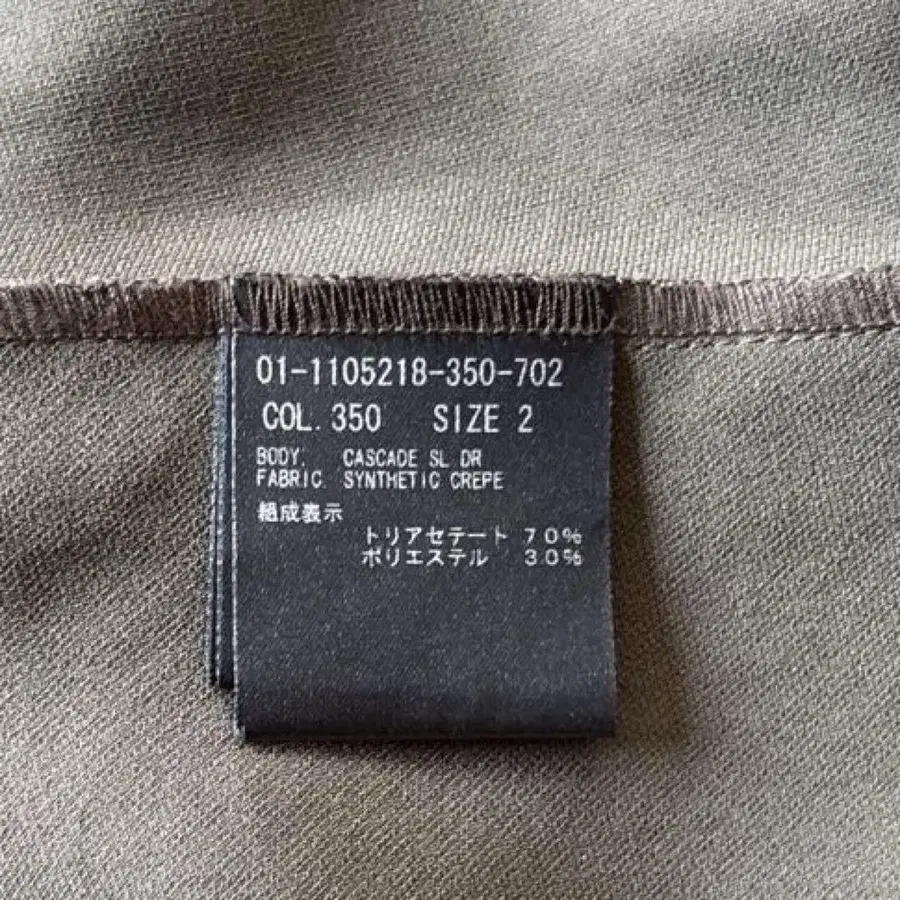 01-1105218-350-702
COL. 350 SIZE 2
BODY. CASCADE SL DR
FABRIC. SYNTHETIC CREPE
組成表示
トリアセテート 70%
ポリエステル 30%